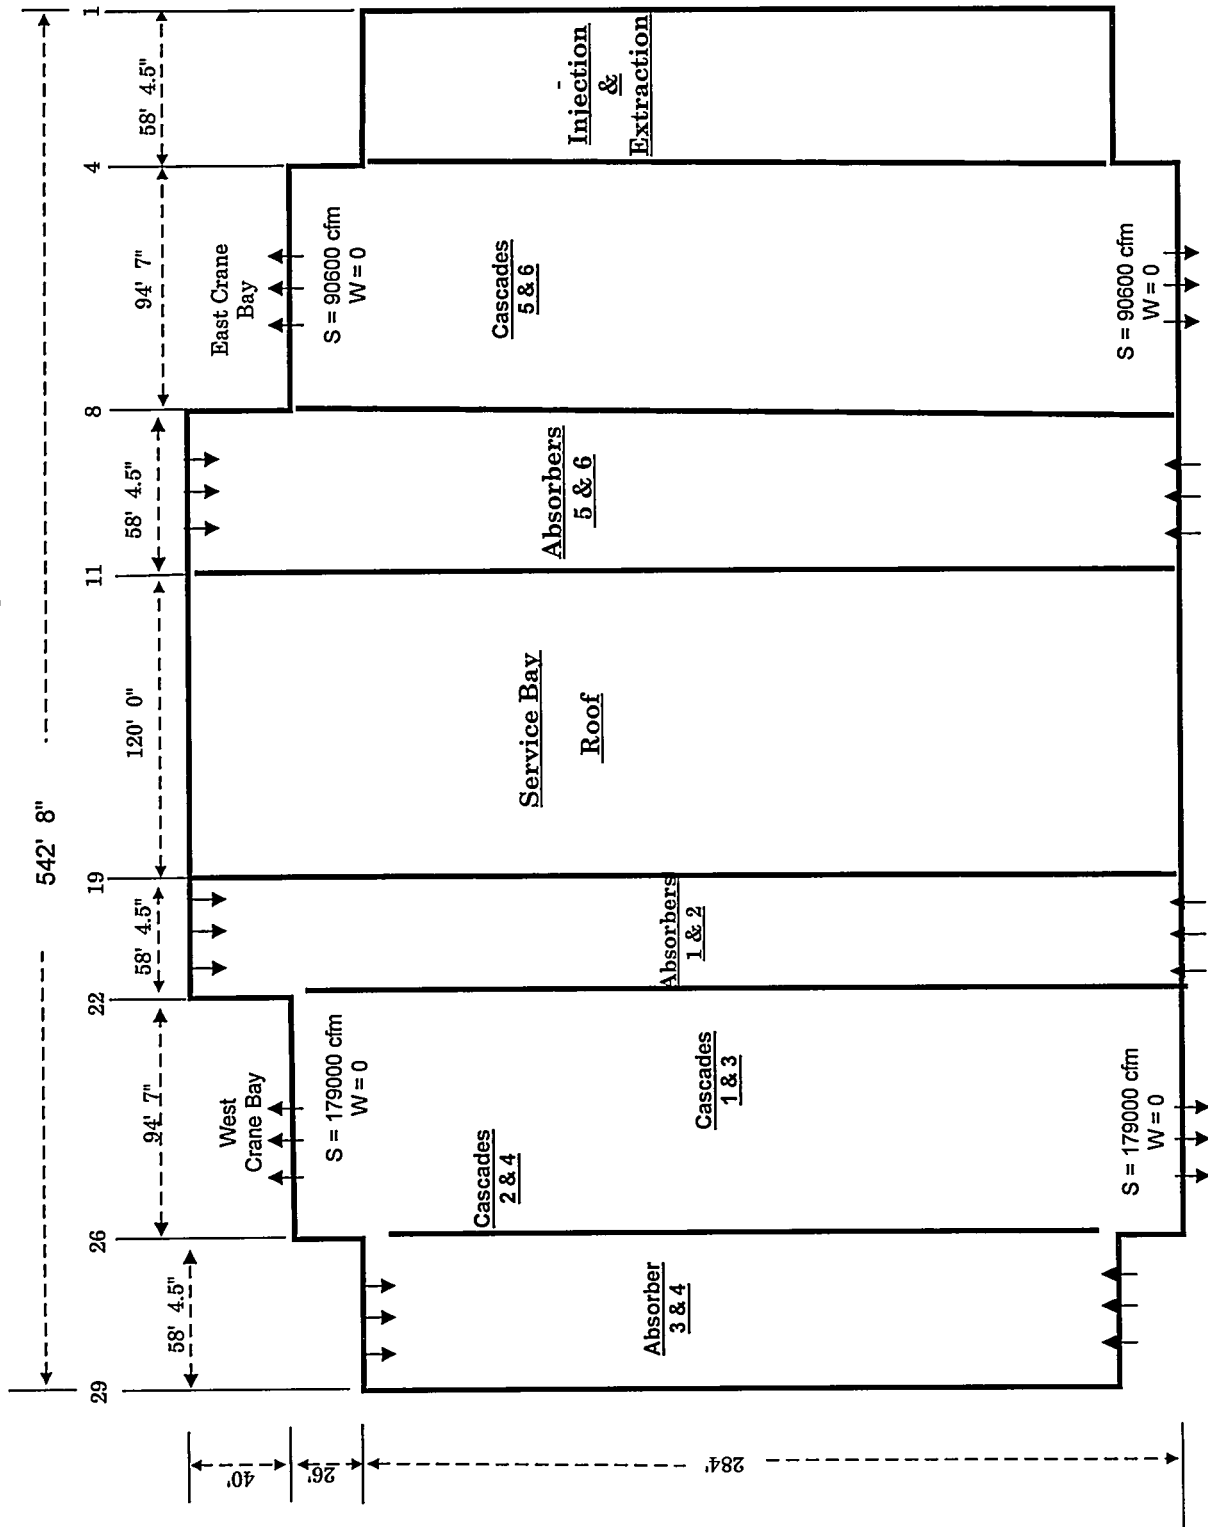 542' 8"
29
26
22
19
11
8
4
1
58' 4.5"
94' 7"
58' 4.5"
120' 0"
58' 4.5"
94' 7"
58' 4.5"
West
Crane Bay
East Crane
Bay
S = 179000 cfm
W = 0
S = 90600 cfm
W = 0
Absorber
3 & 4
Cascades
2 & 4
Cascades
1 & 3
Absorbers
1 & 2
Service Bay
Roof
Absorbers
5 & 6
Cascades
5 & 6
Injection
&
Extraction
S = 179000 cfm
W = 0
S = 90600 cfm
W = 0
40'
26'
284'